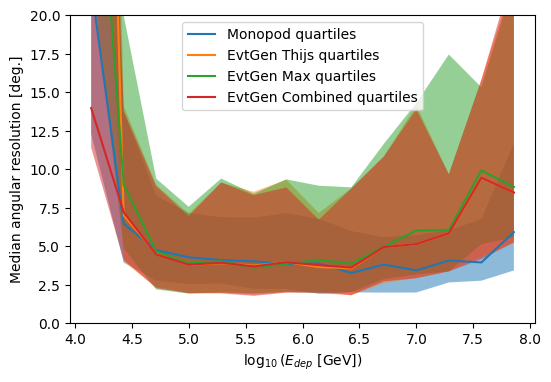 Monopod quartiles
EvtGen Thijs quartiles
EvtGen Max quartiles
EvtGen Combined quartiles
Median angular resolution [deg.]
20.0
17.5
15.0
12.5
10.0
7.5
5.0
2.5
0.0
4.0 4.5 5.0 5.5 6.0 6.5 7.0 7.5 8.0
log₁₀(E_dep [GeV])